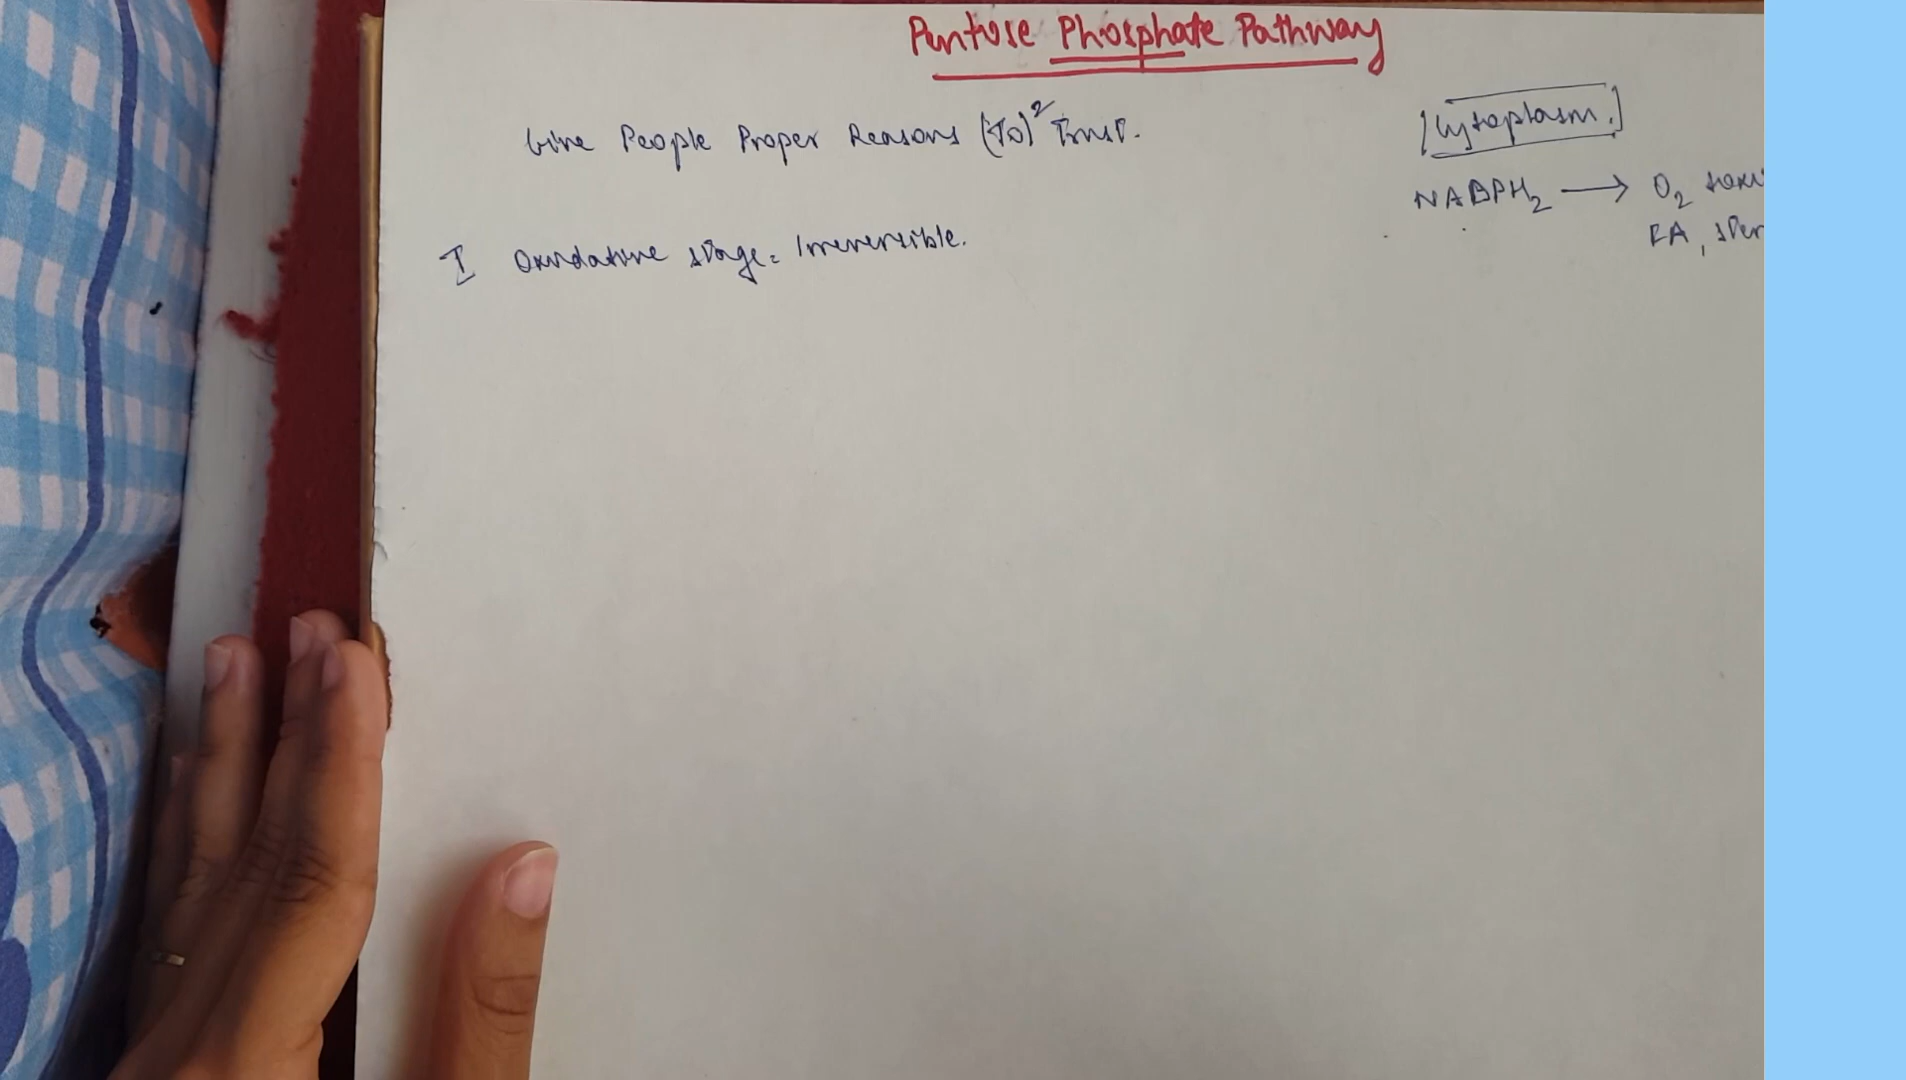 Pentose Phosphate Pathway
Give People Proper Reasons (To)² Trust.
[Cytoplasm.]
NADPH₂ → O₂
FA,
I Oxidative stage = Irreversible.